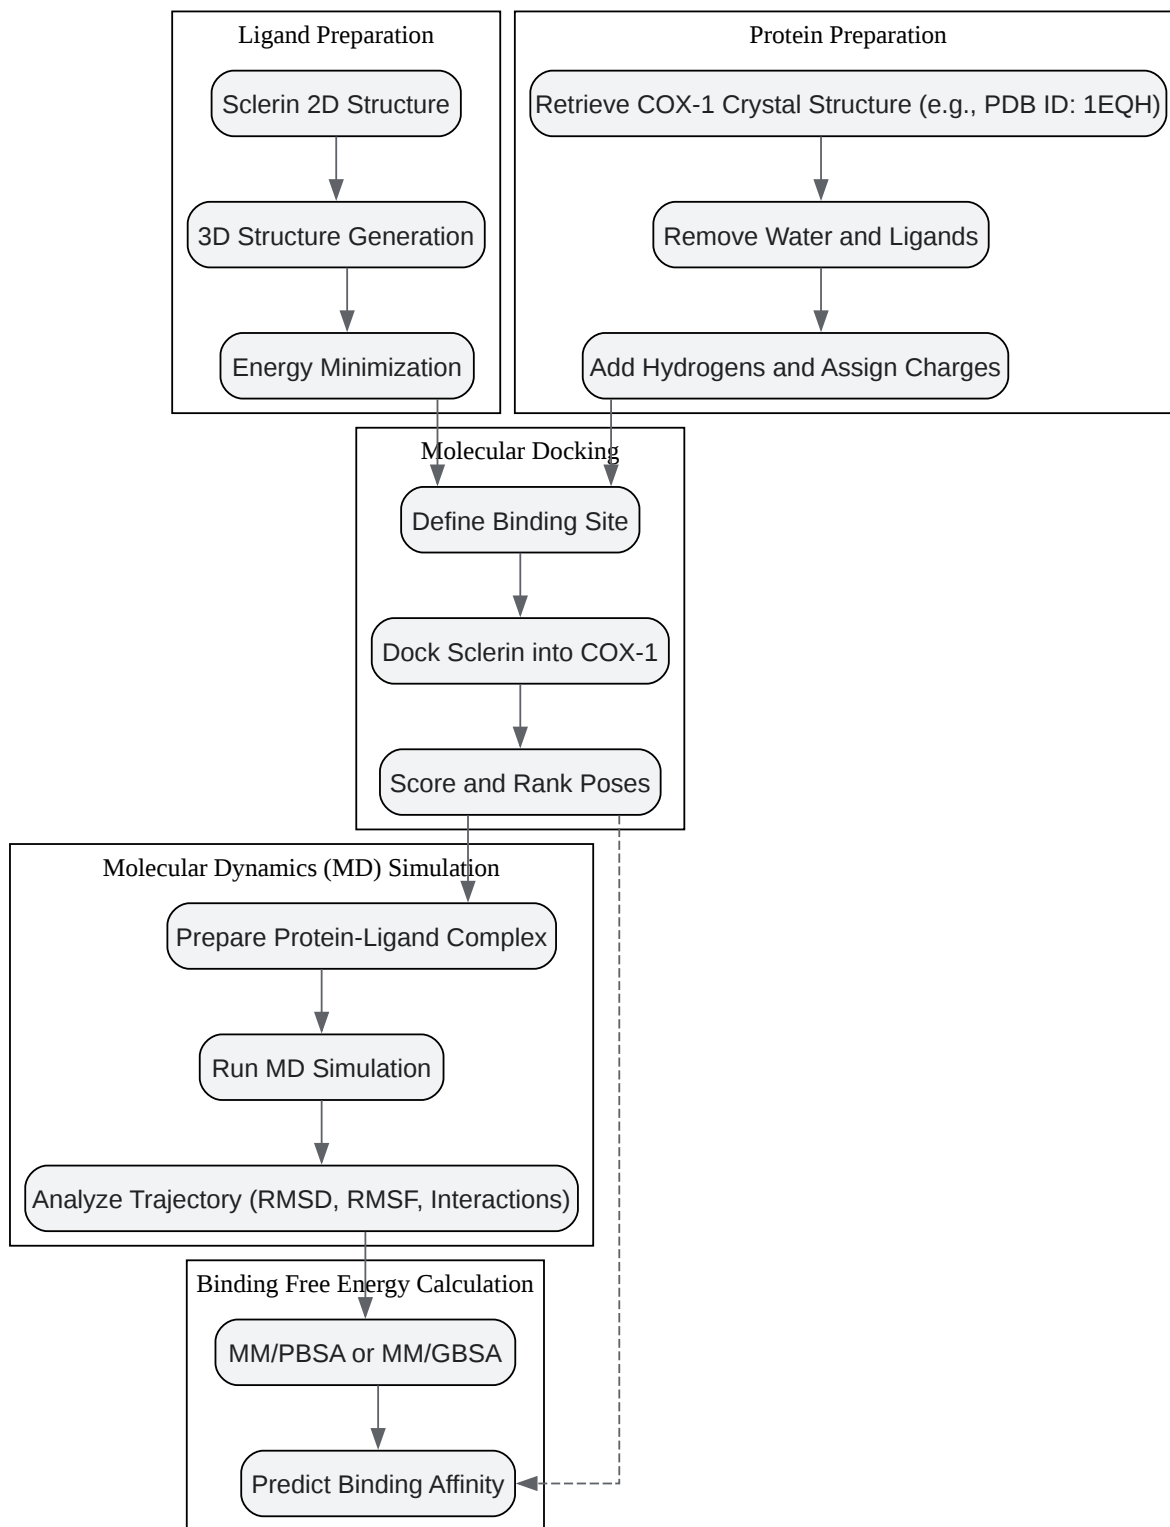 Ligand Preparation
Sclerin 2D Structure
3D Structure Generation
Energy Minimization
Protein Preparation
Retrieve COX-1 Crystal Structure (e.g., PDB ID: 1EQH)
Remove Water and Ligands
Add Hydrogens and Assign Charges
Molecular Docking
Define Binding Site
Dock Sclerin into COX-1
Score and Rank Poses
Molecular Dynamics (MD) Simulation
Prepare Protein-Ligand Complex
Run MD Simulation
Analyze Trajectory (RMSD, RMSF, Interactions)
Binding Free Energy Calculation
MM/PBSA or MM/GBSA
Predict Binding Affinity